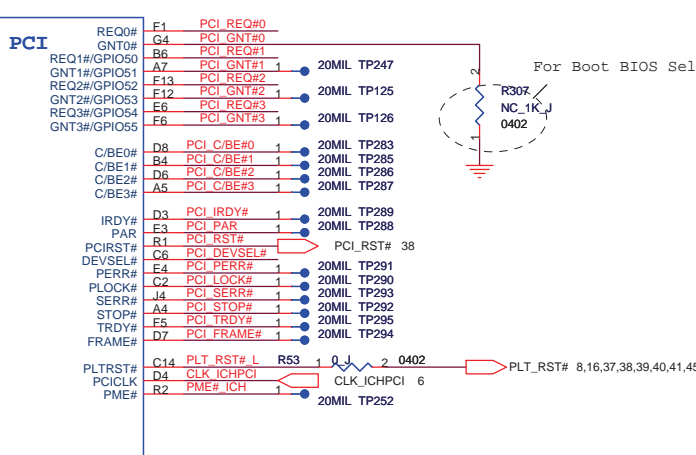 PCI
REQ0# F1 PCI_REQ#0
GNT0# G4 PCI_GNT#0
REQ1#/GPIO50 B6 PCI_REQ#1
GNT1#/GPIO51 A7 PCI_GNT#1 1 20MIL TP247
REQ2#/GPIO52 F13 PCI_REQ#2
GNT2#/GPIO53 F12 PCI_GNT#2 1 20MIL TP125
REQ3#/GPIO54 E6 PCI_REQ#3
GNT3#/GPIO55 F6 PCI_GNT#3 1 20MIL TP126
For Boot BIOS Sel
2
R307
NC_1K_J
0402
1
C/BE0# D8 PCI_C/BE#0 1 20MIL TP283
C/BE1# B4 PCI_C/BE#1 1 20MIL TP285
C/BE2# D6 PCI_C/BE#2 1 20MIL TP286
C/BE3# A5 PCI_C/BE#3 1 20MIL TP287
IRDY# D3 PCI_IRDY# 1 20MIL TP289
PAR E3 PCI_PAR 1 20MIL TP288
PCIRST# R1 PCI_RST# PCI_RST# 38
DEVSEL# C6 PCI_DEVSEL#
PERR# E4 PCI_PERR# 1 20MIL TP291
PLOCK# C2 PCI_LOCK# 1 20MIL TP290
SERR# J4 PCI_SERR# 1 20MIL TP293
STOP# A4 PCI_STOP# 1 20MIL TP292
TRDY# F5 PCI_TRDY# 1 20MIL TP295
FRAME# D7 PCI_FRAME# 1 20MIL TP294
PLTRST# C14 PLT_RST#_L R53 1 0_J 2 0402 PLT_RST# 8,16,37,38,39,40,41,45
PCICLK D4 CLK_ICHPCI CLK_ICHPCI 6
PME# R2 PME#_ICH 1 20MIL TP252